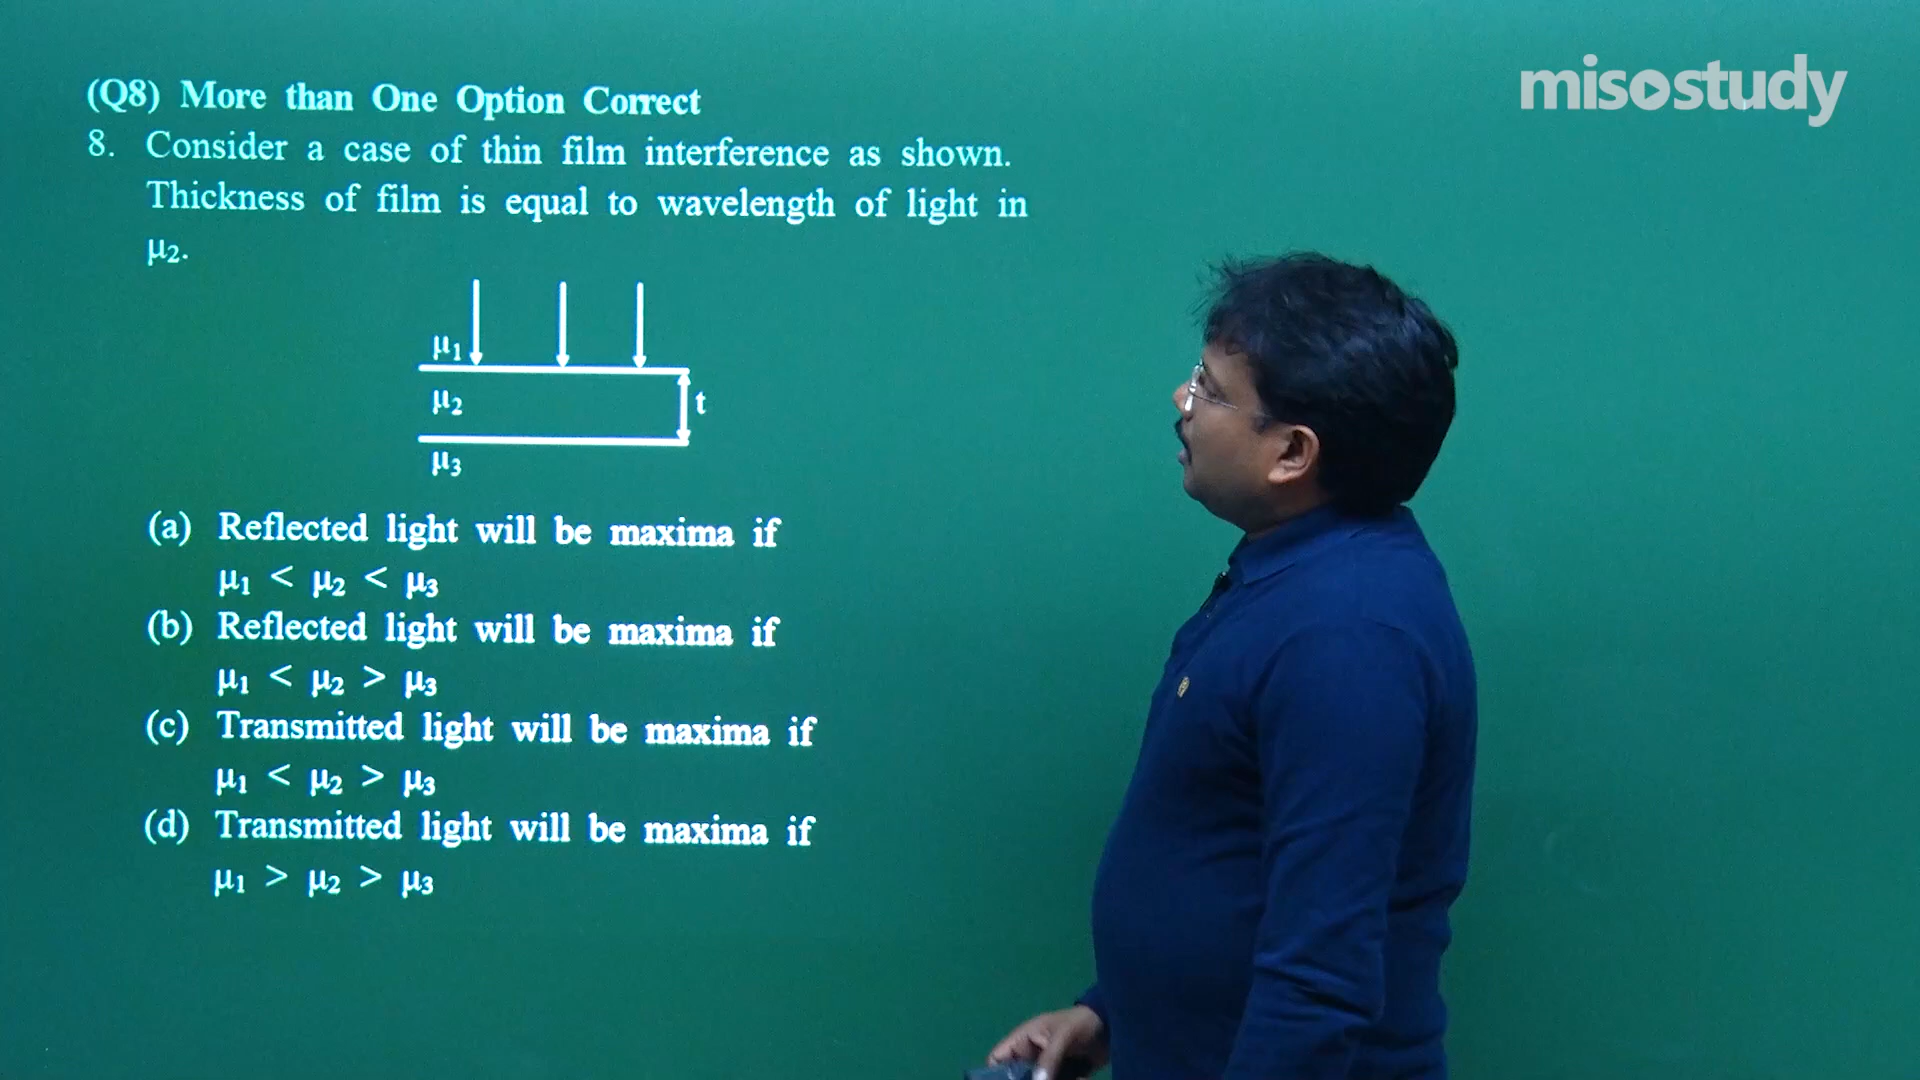 misostudy
(Q8) More than One Option Correct
8. Consider a case of thin film interference as shown.
Thickness of film is equal to wavelength of light in
μ₂.
μ₁
μ₂
t
μ₃
(a) Reflected light will be maxima if
μ₁ < μ₂ < μ₃
(b) Reflected light will be maxima if
μ₁ < μ₂ > μ₃
(c) Transmitted light will be maxima if
μ₁ < μ₂ > μ₃
(d) Transmitted light will be maxima if
μ₁ > μ₂ > μ₃